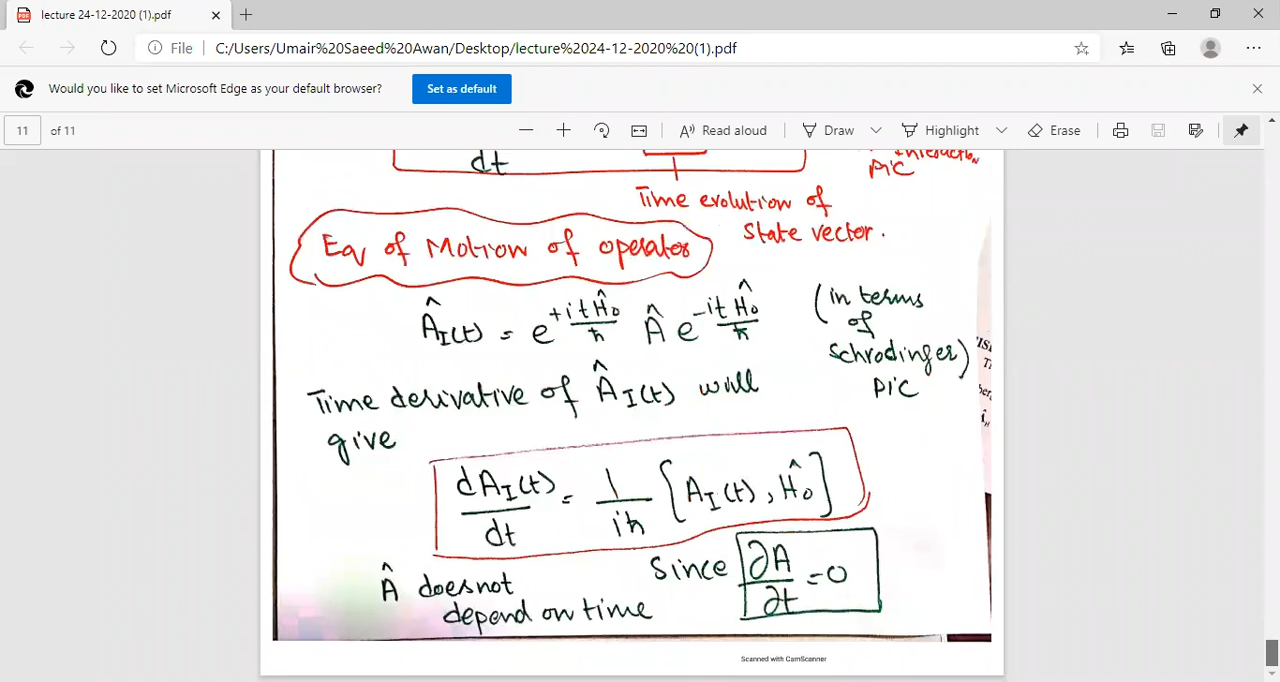 lecture 24-12-2020 (1).pdf
File C:/Users/Umair%20Saeed%20Awan/Desktop/lecture%2024-12-2020%20(1).pdf
Would you like to set Microsoft Edge as your default browser? Set as default
11 of 11 Read aloud Draw Highlight Erase
dt
interaction
PIC
Time evolution of
state vector.
Eq of Motion of operator
Â_I(t) = e^{+itĤ₀/ħ} Â e^{-itĤ₀/ħ}
(in terms
of
Schrodinger)
PIC
Time derivative of Â_I(t) will
give
dA_I(t)/dt = 1/iħ [A_I(t), Ĥ₀]
Â does not
depend on time
Since ∂A/∂t = 0
Scanned with CamScanner